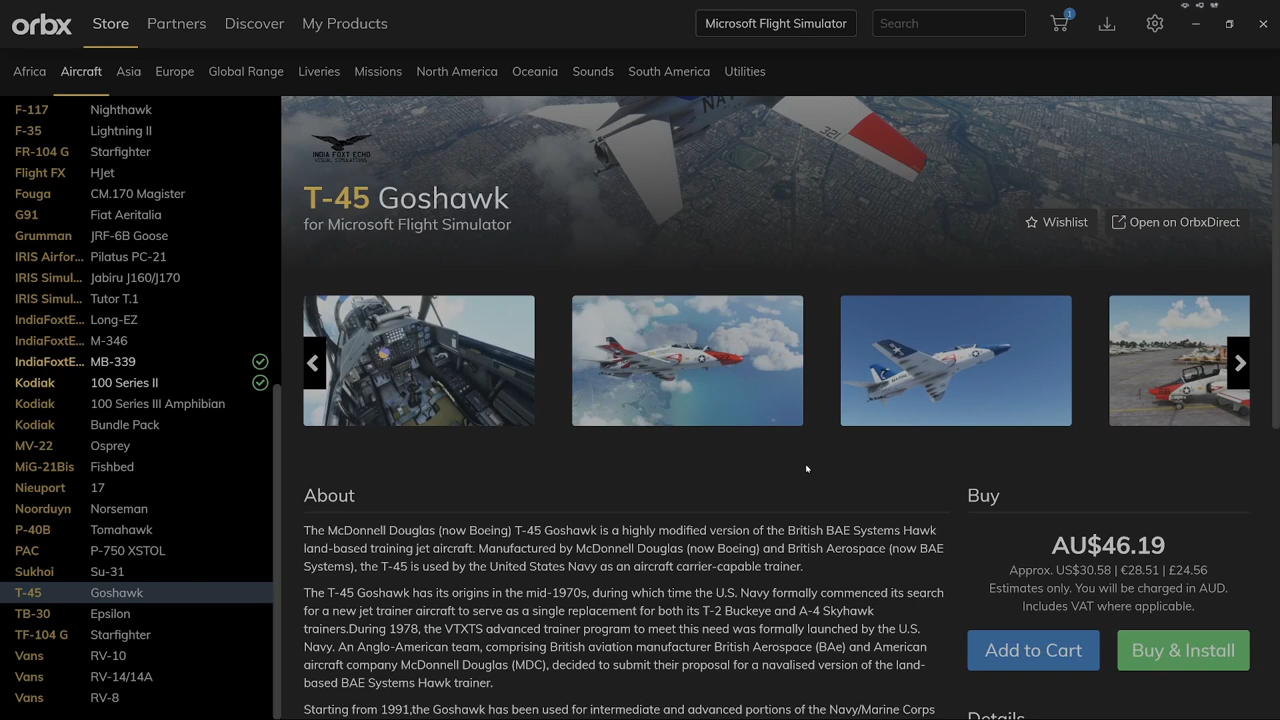 orbx Store Partners Discover My Products Microsoft Flight Simulator Search 1
Africa Aircraft Asia Europe Global Range Liveries Missions North America Oceania Sounds South America Utilities
F-117 Nighthawk
F-35 Lightning II
FR-104 G Starfighter
Flight FX HJet
Fouga CM.170 Magister
G91 Fiat Aeritalia
Grumman JRF-6B Goose
IRIS Airfor... Pilatus PC-21
IRIS Simul... Jabiru J160/J170
IRIS Simul... Tutor T.1
IndiaFoxtE... Long-EZ
IndiaFoxtE... M-346
IndiaFoxtE... MB-339
Kodiak 100 Series II
Kodiak 100 Series III Amphibian
Kodiak Bundle Pack
MV-22 Osprey
MiG-21Bis Fishbed
Nieuport 17
Noorduyn Norseman
P-40B Tomahawk
PAC P-750 XSTOL
Sukhoi Su-31
T-45 Goshawk
TB-30 Epsilon
TF-104 G Starfighter
Vans RV-10
Vans RV-14/14A
Vans RV-8
NAV
321
INDIA FOXT ECHO
VISUAL SIMULATIONS
T-45 Goshawk
for Microsoft Flight Simulator
Wishlist
Open on OrbxDirect
About
The McDonnell Douglas (now Boeing) T-45 Goshawk is a highly modified version of the British BAE Systems Hawk
land-based training jet aircraft. Manufactured by McDonnell Douglas (now Boeing) and British Aerospace (now BAE
Systems), the T-45 is used by the United States Navy as an aircraft carrier-capable trainer.
The T-45 Goshawk has its origins in the mid-1970s, during which time the U.S. Navy formally commenced its search
for a new jet trainer aircraft to serve as a single replacement for both its T-2 Buckeye and A-4 Skyhawk
trainers.During 1978, the VTXTS advanced trainer program to meet this need was formally launched by the U.S.
Navy. An Anglo-American team, comprising British aviation manufacturer British Aerospace (BAe) and American
aircraft company McDonnell Douglas (MDC), decided to submit their proposal for a navalised version of the land-
based BAE Systems Hawk trainer.
Starting from 1991,the Goshawk has been used for intermediate and advanced portions of the Navy/Marine Corps
Buy
AU$46.19
Approx. US$30.58 | €28.51 | £24.56
Estimates only. You will be charged in AUD.
Includes VAT where applicable.
Add to Cart
Buy & Install
Details